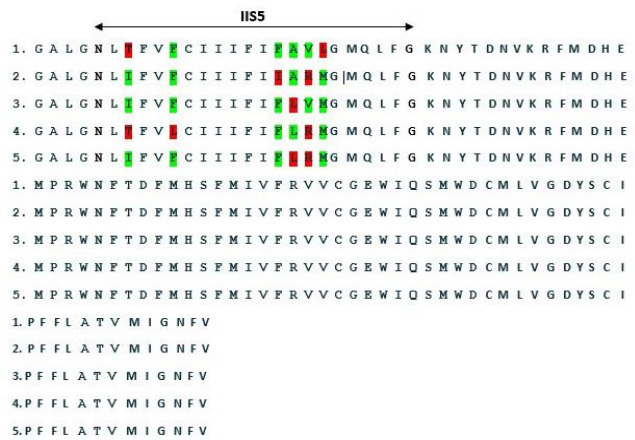 IIS5
1. G A L G N L T F V F C I I I F I F A V L G M Q L F G K N Y T D N V K R F M D H E
2. G A L G N L I F V F C I I I F I I A R M G |M Q L F G K N Y T D N V K R F M D H E
3. G A L G N L I F V F C I I I F I F L V M G M Q L F G K N Y T D N V K R F M D H E
4. G A L G N L T F V L C I I I F I F L R M G M Q L F G K N Y T D N V K R F M D H E
5. G A L G N L I F V F C I I I F I F L R M G M Q L F G K N Y T D N V K R F M D H E
1. M P R W N F T D F M H S F M I V F R V V C G E W I Q S M W D C M L V G D Y S C I
2. M P R W N F T D F M H S F M I V F R V V C G E W I Q S M W D C M L V G D Y S C I
3. M P R W N F T D F M H S F M I V F R V V C G E W I Q S M W D C M L V G D Y S C I
4. M P R W N F T D F M H S F M I V F R V V C G E W I Q S M W D C M L V G D Y S C I
5. M P R W N F T D F M H S F M I V F R V V C G E W I Q S M W D C M L V G D Y S C I
1. P F F L A T V M I G N F V
2. P F F L A T V M I G N F V
3. P F F L A T V M I G N F V
4. P F F L A T V M I G N F V
5. P F F L A T V M I G N F V